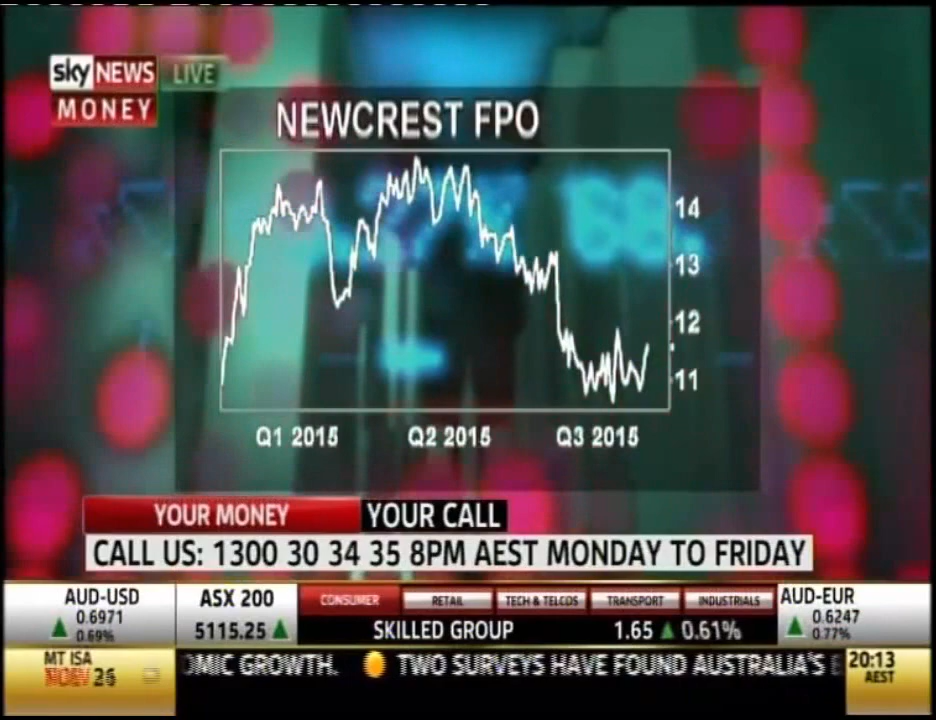 sky NEWS LIVE
MONEY
NEWCREST FPO
14
13
12
11
Q1 2015 Q2 2015 Q3 2015
YOUR MONEY YOUR CALL
CALL US: 1300 30 34 35 8PM AEST MONDAY TO FRIDAY
AUD-USD
0.6971
0.69%
ASX 200
5115.25
CONSUMER RETAIL TECH & TELCOS TRANSPORT INDUSTRIALS
SKILLED GROUP 1.65 0.61%
AUD-EUR
0.6247
0.77%
MT ISA
26
OMIC GROWTH. TWO SURVEYS HAVE FOUND AUSTRALIA'S
20:13
AEST